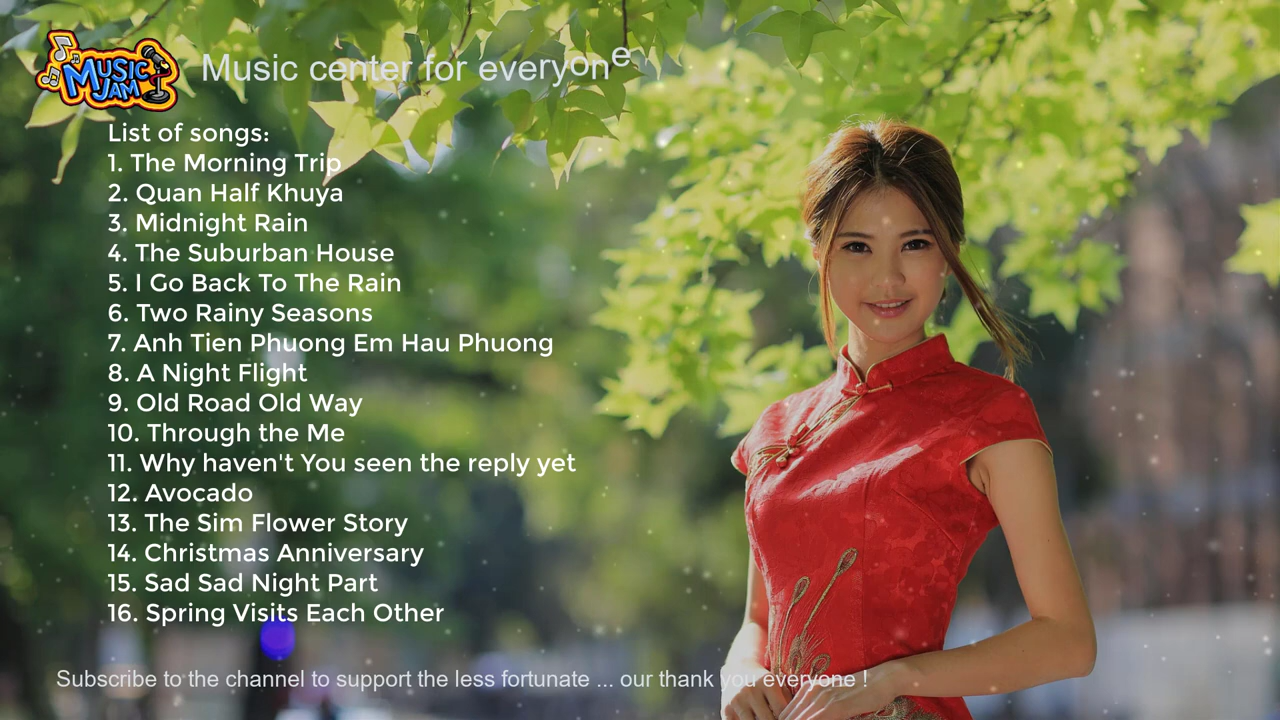 MUSIC
JAM
Music center for everyone
List of songs:
1. The Morning Trip
2. Quan Half Khuya
3. Midnight Rain
4. The Suburban House
5. I Go Back To The Rain
6. Two Rainy Seasons
7. Anh Tien Phuong Em Hau Phuong
8. A Night Flight
9. Old Road Old Way
10. Through the Me
11. Why haven't You seen the reply yet
12. Avocado
13. The Sim Flower Story
14. Christmas Anniversary
15. Sad Sad Night Part
16. Spring Visits Each Other
Subscribe to the channel to support the less fortunate ... our thank you everyone !